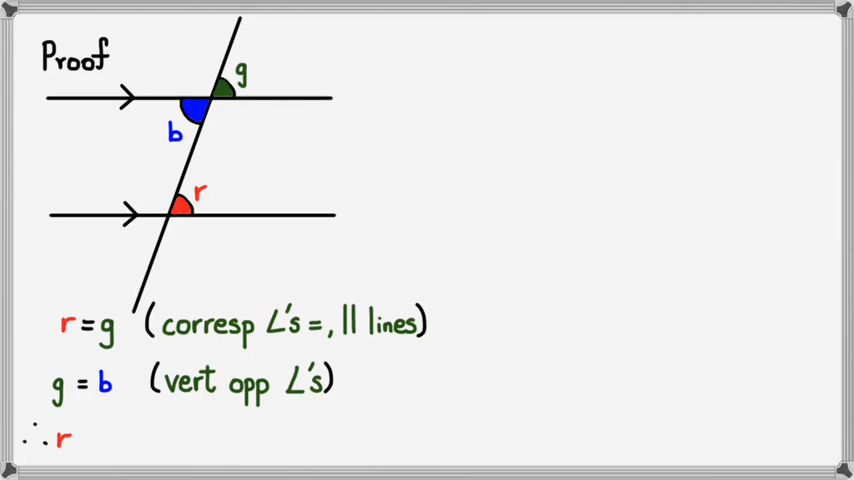 Proof
g
b
r
r = g (corresp ∠'s =, || lines)
g = b (vert opp ∠'s)
∴ r